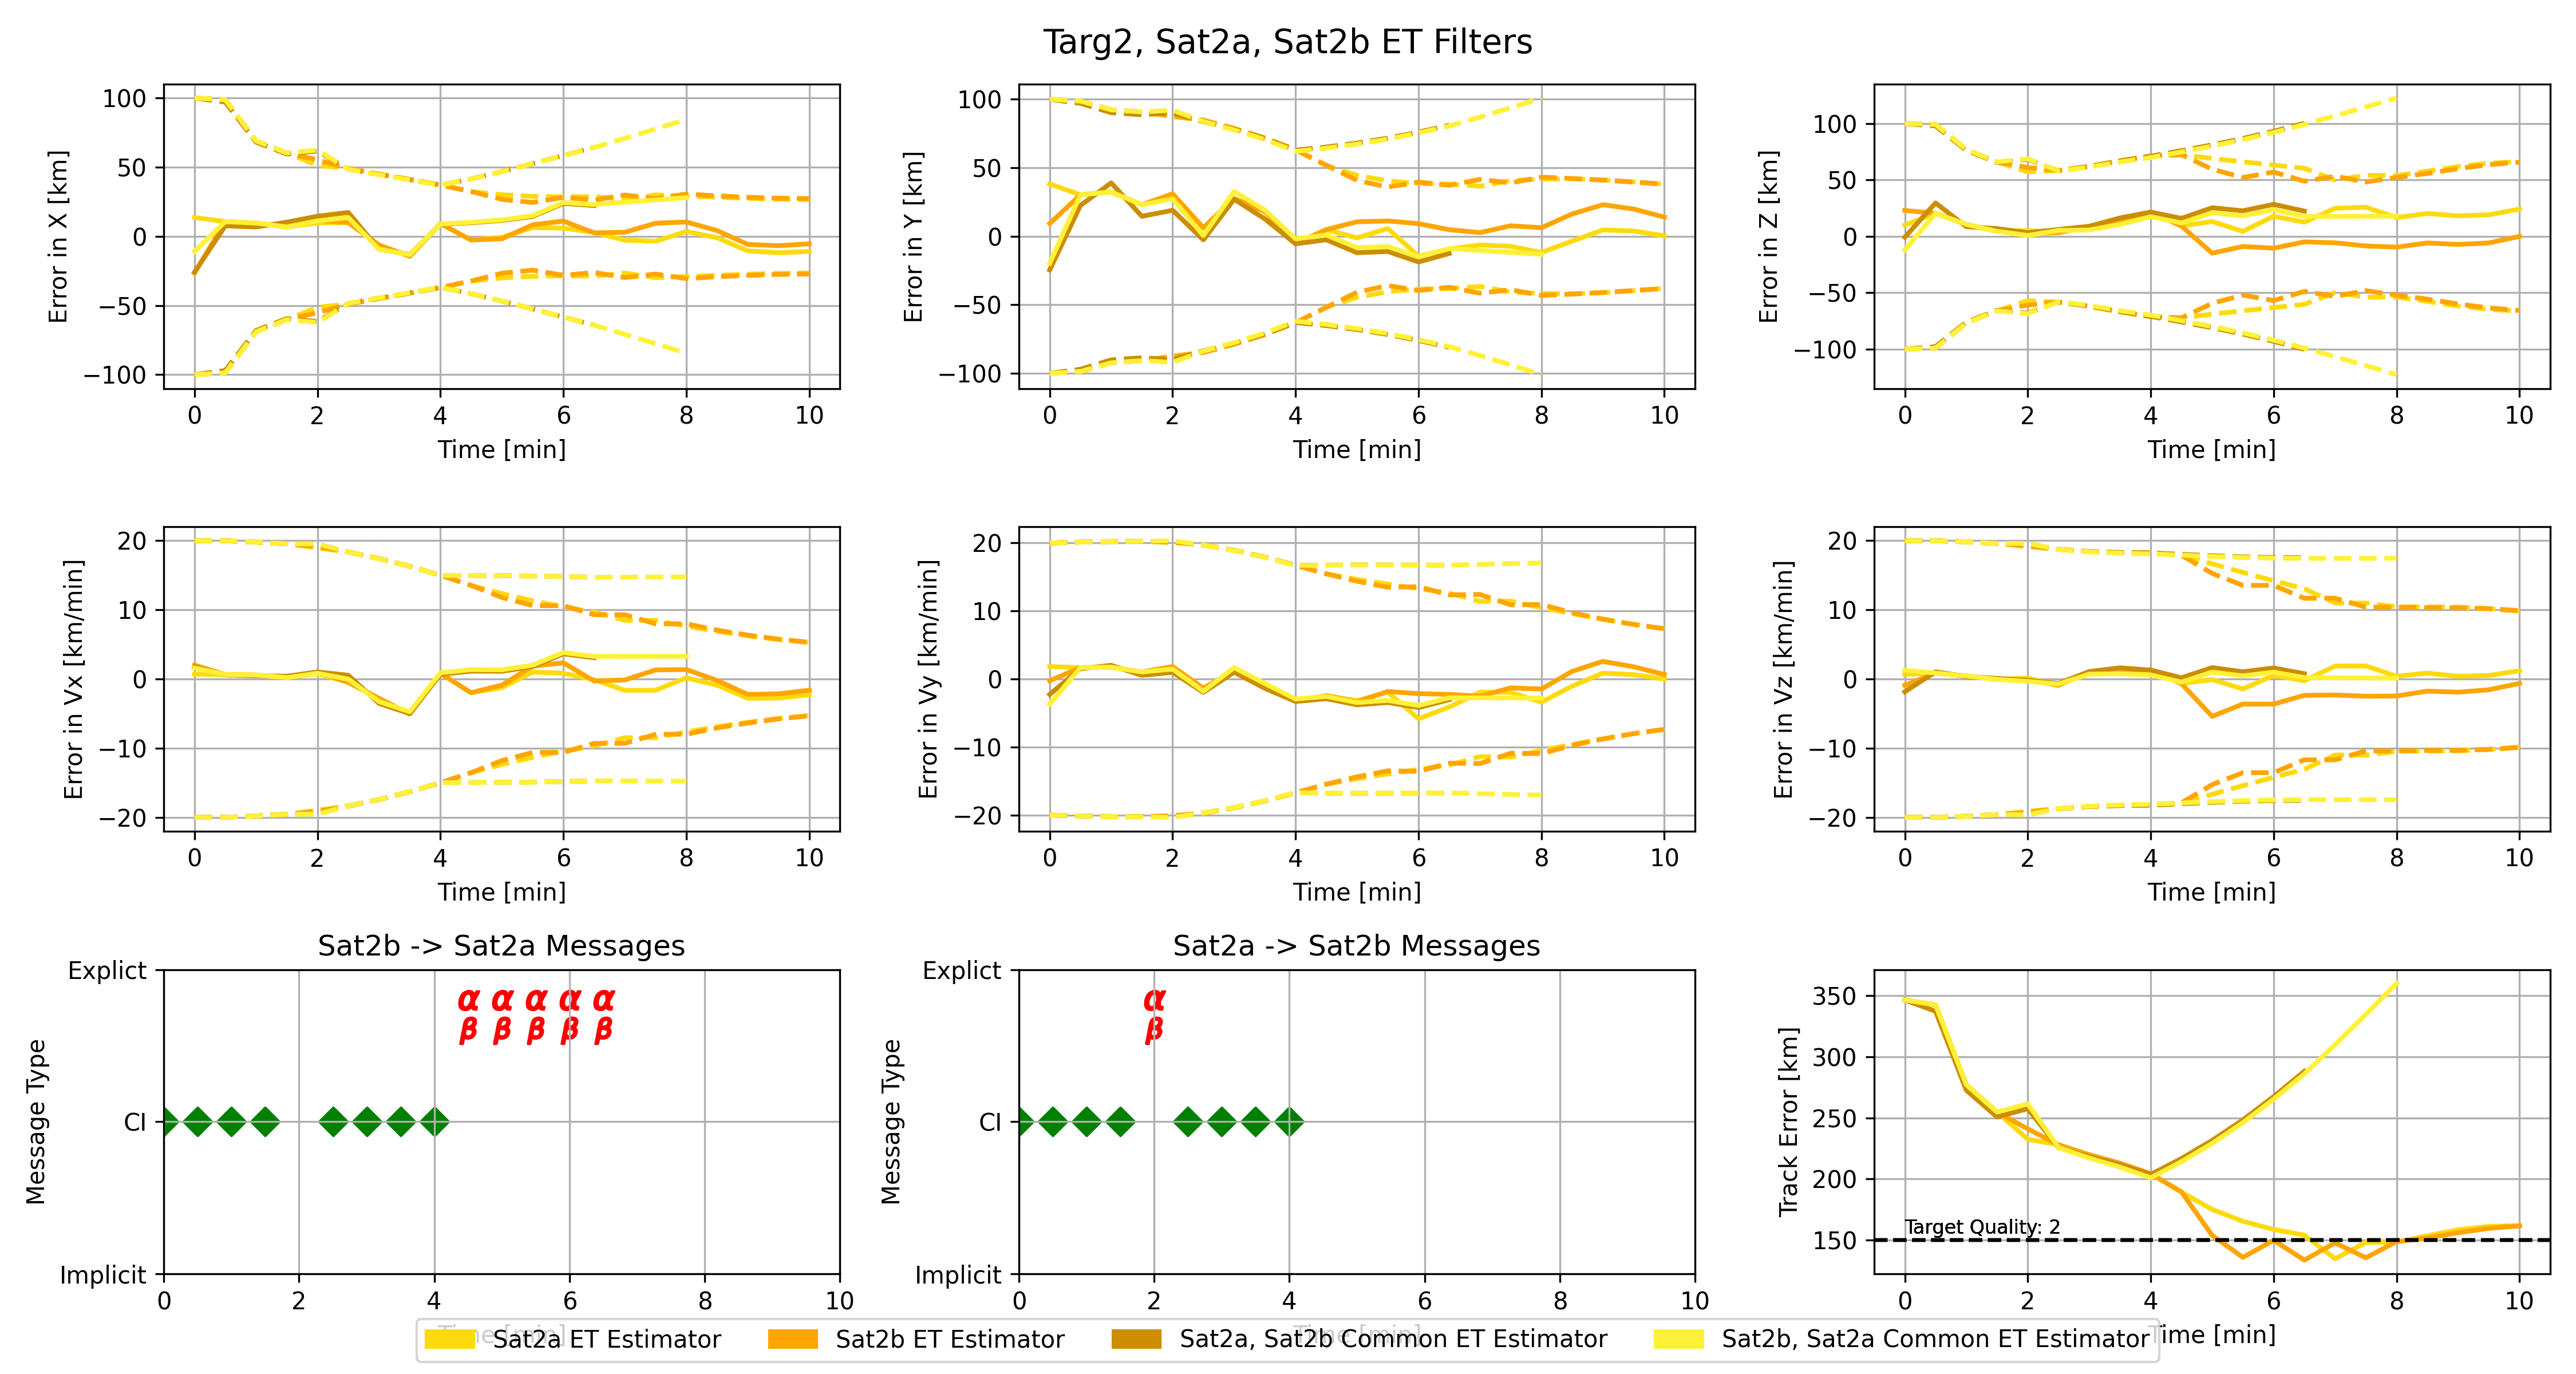 Targ2, Sat2a, Sat2b ET Filters
100
50
0
−50
−100
Error in X [km]
0 2 4 6 8 10
Time [min]
100
50
0
−50
−100
Error in Y [km]
0 2 4 6 8 10
Time [min]
100
50
0
−50
−100
Error in Z [km]
0 2 4 6 8 10
Time [min]
20
10
0
−10
−20
Error in Vx [km/min]
0 2 4 6 8 10
Time [min]
20
10
0
−10
−20
Error in Vy [km/min]
0 2 4 6 8 10
Time [min]
20
10
0
−10
−20
Error in Vz [km/min]
0 2 4 6 8 10
Time [min]
Sat2b -> Sat2a Messages
Explict
CI
Implicit
Message Type
α α α α α
β β β β β
0 2 4 6 8 10
Time [min]
Sat2a -> Sat2b Messages
Explict
CI
Implicit
Message Type
α
β
0 2 4 6 8 10
Time [min]
350
300
250
200
150
Track Error [km]
Target Quality: 2
0 2 4 6 8 10
Time [min]
Sat2a ET Estimator
Sat2b ET Estimator
Sat2a, Sat2b Common ET Estimator
Sat2b, Sat2a Common ET Estimator